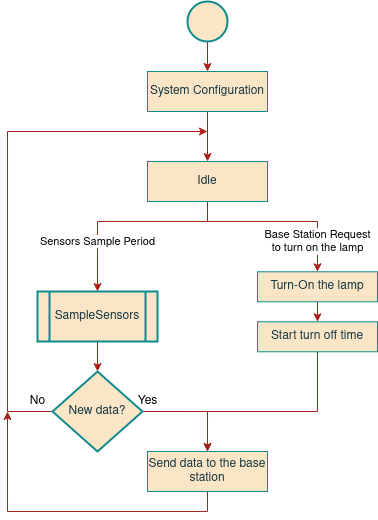 System Configuration
Idle
Sensors Sample Period
Base Station Request
to turn on the lamp
Turn-On the lamp
SampleSensors
Start turn off time
No
New data?
Yes
Send data to the base
station